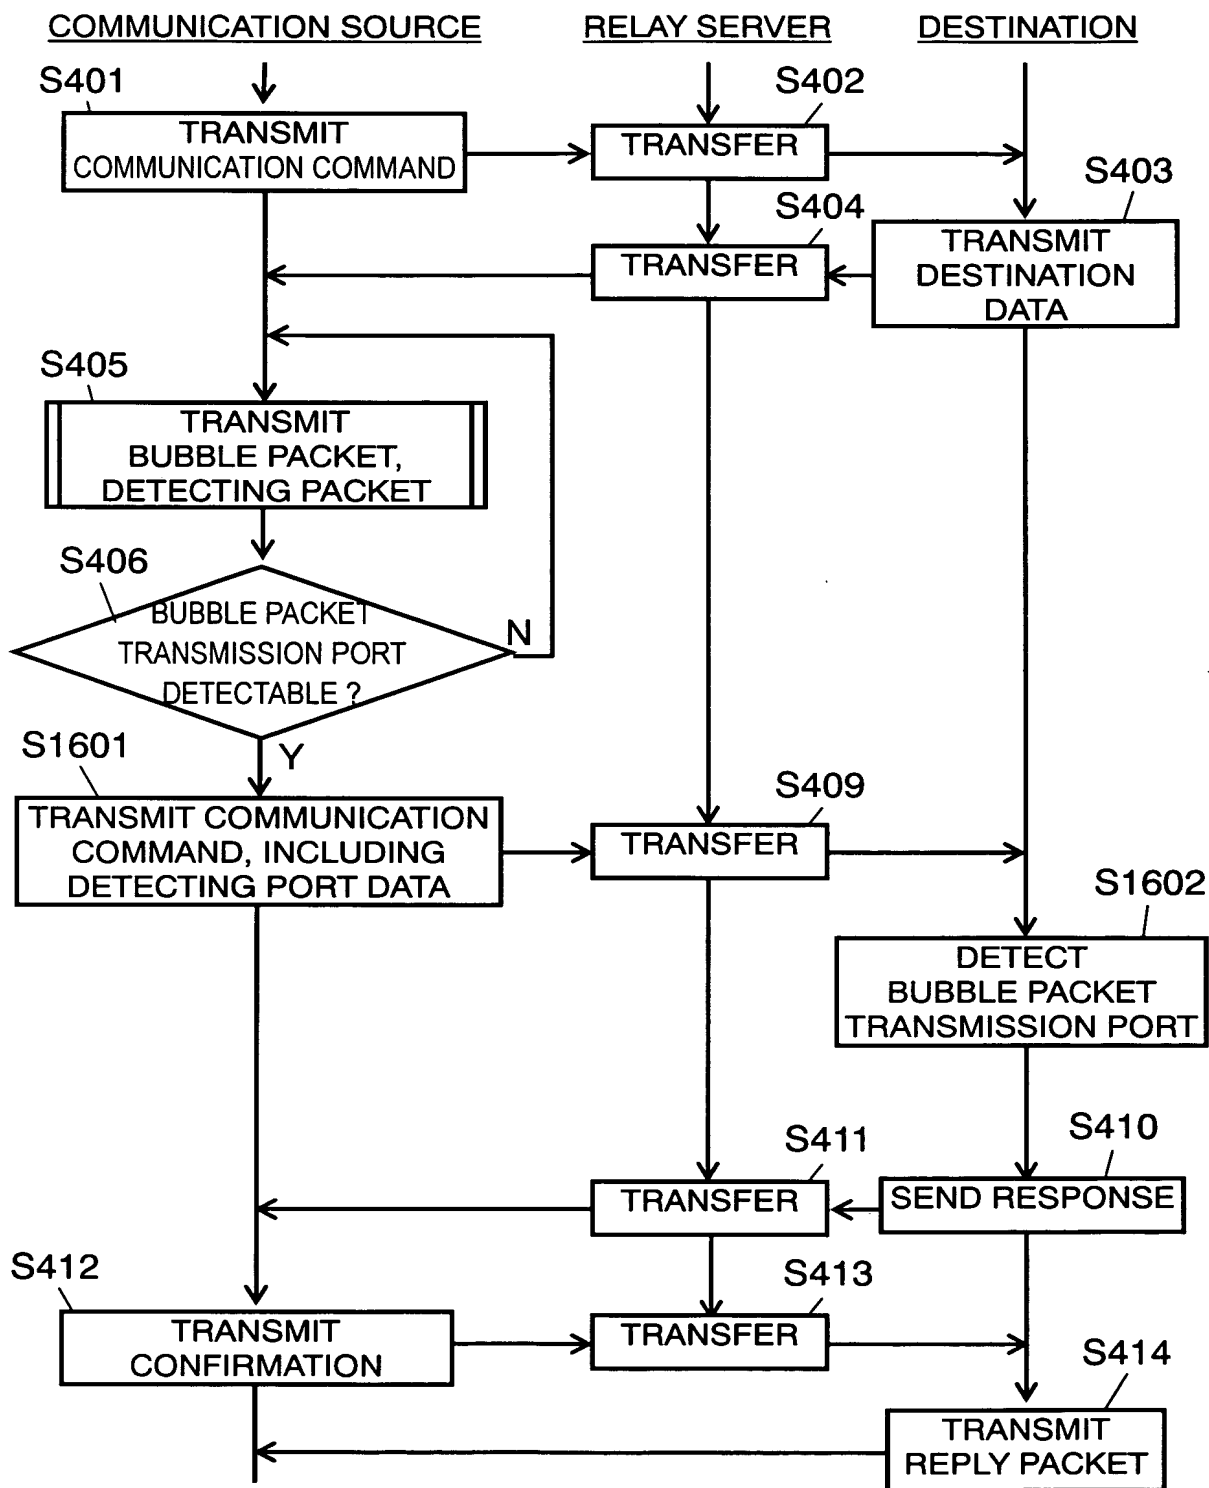 COMMUNICATION SOURCE
RELAY SERVER
DESTINATION
S401
TRANSMIT
COMMUNICATION COMMAND
S402
TRANSFER
S403
TRANSMIT
DESTINATION
DATA
S404
TRANSFER
S405
TRANSMIT
BUBBLE PACKET,
DETECTING PACKET
S406
BUBBLE PACKET
TRANSMISSION PORT
DETECTABLE ?
N
Y
S1601
TRANSMIT COMMUNICATION
COMMAND, INCLUDING
DETECTING PORT DATA
S409
TRANSFER
S1602
DETECT
BUBBLE PACKET
TRANSMISSION PORT
S410
SEND RESPONSE
S411
TRANSFER
S412
TRANSMIT
CONFIRMATION
S413
TRANSFER
S414
TRANSMIT
REPLY PACKET